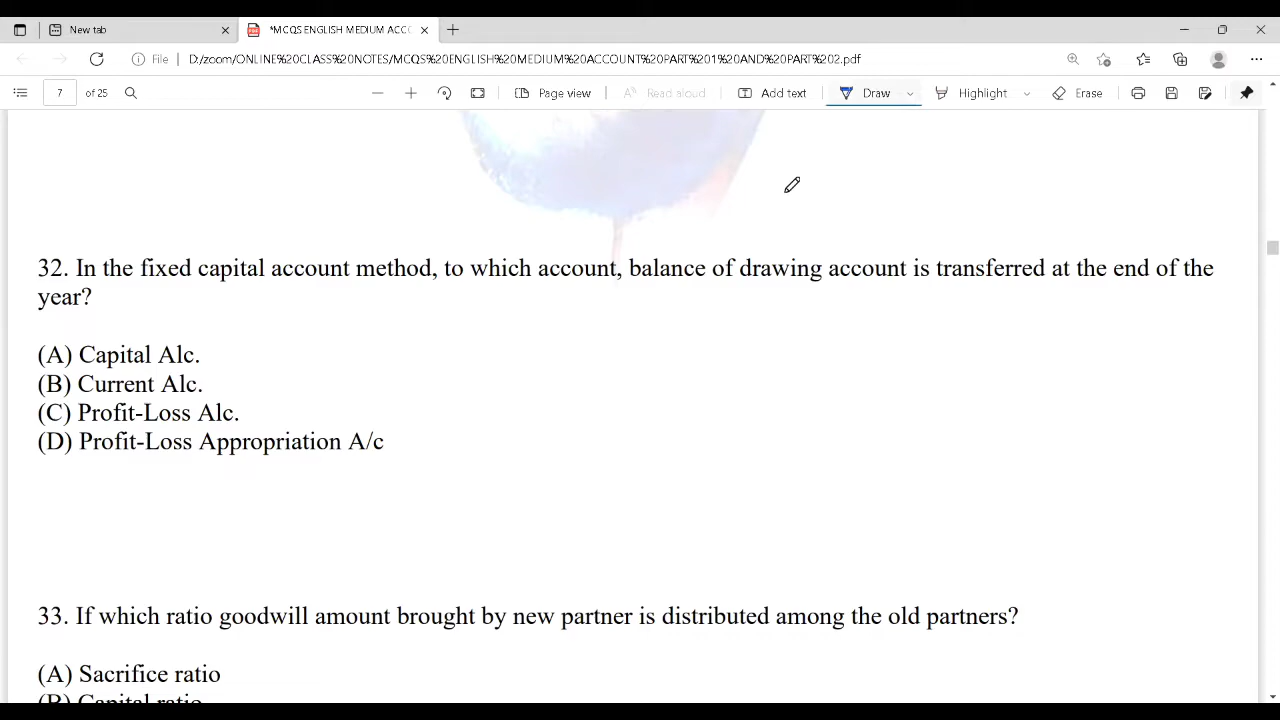 New tab
*MCQS ENGLISH MEDIUM ACCO
File
D:/zoom/ONLINE%20CLASS%20NOTES/MCQS%20ENGLISH%20MEDIUM%20ACCOUNT%20PART%201%20AND%20PART%202.pdf
7 of 25
Page view
Read aloud
Add text
Draw
Highlight
Erase
32. In the fixed capital account method, to which account, balance of drawing account is transferred at the end of the
year?
(A) Capital Alc.
(B) Current Alc.
(C) Profit-Loss Alc.
(D) Profit-Loss Appropriation A/c
33. If which ratio goodwill amount brought by new partner is distributed among the old partners?
(A) Sacrifice ratio
(B) Capital ratio